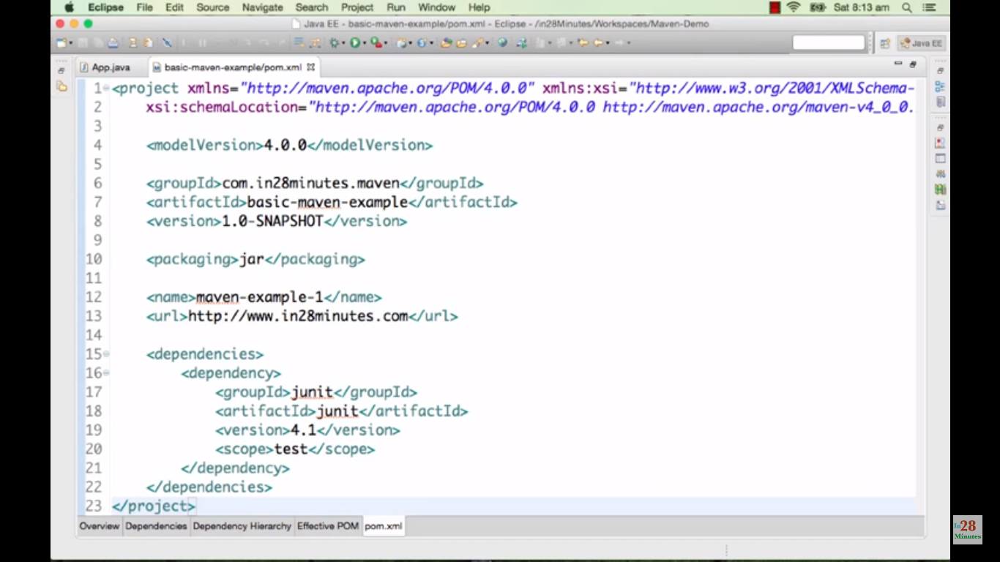 Eclipse File Edit Source Navigate Search Project Run Window Help Sat 8:13 am
Java EE - basic-maven-example/pom.xml - Eclipse - /in28Minutes/Workspaces/Maven-Demo
Java EE
App.java basic-maven-example/pom.xml
1 <project xmlns="http://maven.apache.org/POM/4.0.0" xmlns:xsi="http://www.w3.org/2001/XMLSchema-
2 xsi:schemaLocation="http://maven.apache.org/POM/4.0.0 http://maven.apache.org/maven-v4_0_0.
3
4 <modelVersion>4.0.0</modelVersion>
5
6 <groupId>com.in28minutes.maven</groupId>
7 <artifactId>basic-maven-example</artifactId>
8 <version>1.0-SNAPSHOT</version>
9
10 <packaging>jar</packaging>
11
12 <name>maven-example-1</name>
13 <url>http://www.in28minutes.com</url>
14
15 <dependencies>
16 <dependency>
17 <groupId>junit</groupId>
18 <artifactId>junit</artifactId>
19 <version>4.1</version>
20 <scope>test</scope>
21 </dependency>
22 </dependencies>
23 </project>
Overview Dependencies Dependency Hierarchy Effective POM pom.xml
In28
Minutes